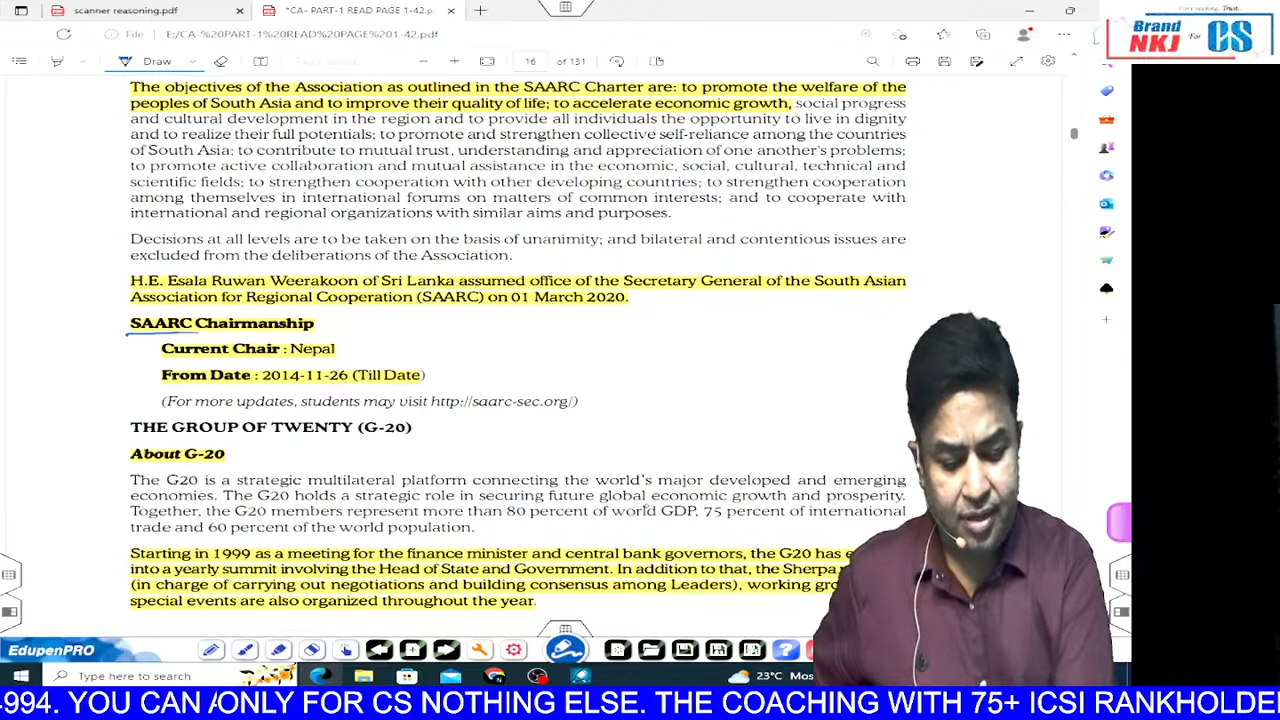 scanner reasoning.pdf
*CA- PART-1 READ PAGE 1-42.p
File
E:/CA-%20PART-1%20READ%20PAGE%201-42.pdf
Draw
16 of 131
Brand
NKJ
For
CS
The objectives of the Association as outlined in the SAARC Charter are: to promote the welfare of the
peoples of South Asia and to improve their quality of life; to accelerate economic growth, social progress
and cultural development in the region and to provide all individuals the opportunity to live in dignity
and to realize their full potentials; to promote and strengthen collective self-reliance among the countries
of South Asia; to contribute to mutual trust, understanding and appreciation of one another's problems;
to promote active collaboration and mutual assistance in the economic, social, cultural, technical and
scientific fields; to strengthen cooperation with other developing countries; to strengthen cooperation
among themselves in international forums on matters of common interests; and to cooperate with
international and regional organizations with similar aims and purposes.
Decisions at all levels are to be taken on the basis of unanimity; and bilateral and contentious issues are
excluded from the deliberations of the Association.
H.E. Esala Ruwan Weerakoon of Sri Lanka assumed office of the Secretary General of the South Asian
Association for Regional Cooperation (SAARC) on 01 March 2020.
SAARC Chairmanship
Current Chair : Nepal
From Date : 2014-11-26 (Till Date)
(For more updates, students may visit http://saarc-sec.org/)
THE GROUP OF TWENTY (G-20)
About G-20
The G20 is a strategic multilateral platform connecting the world's major developed and emerging
economies. The G20 holds a strategic role in securing future global economic growth and prosperity.
Together, the G20 members represent more than 80 percent of world GDP, 75 percent of international
trade and 60 percent of the world population.
Starting in 1999 as a meeting for the finance minister and central bank governors, the G20 has
into a yearly summit involving the Head of State and Government. In addition to that, the Sherpa
(in charge of carrying out negotiations and building consensus among Leaders), working
special events are also organized throughout the year.
EdupenPRO
Type here to search
23°C
994. YOU CAN /ONLY FOR CS NOTHING ELSE. THE COACHING WITH 75+ ICSI RANKHOLDE